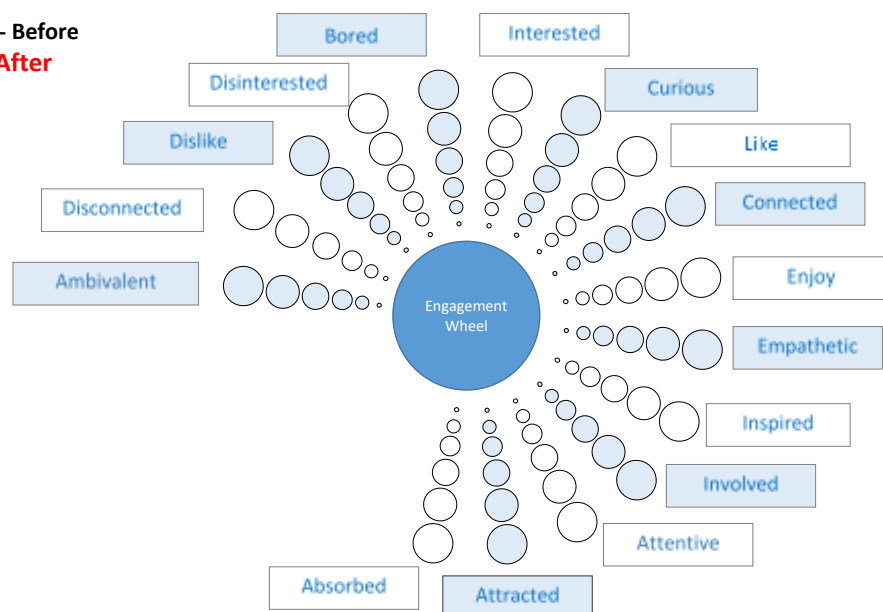 - Before
After
Bored
Interested
Disinterested
Curious
Dislike
Like
Disconnected
Connected
Ambivalent
Enjoy
Engagement
Wheel
Empathetic
Inspired
Involved
Attentive
Absorbed
Attracted